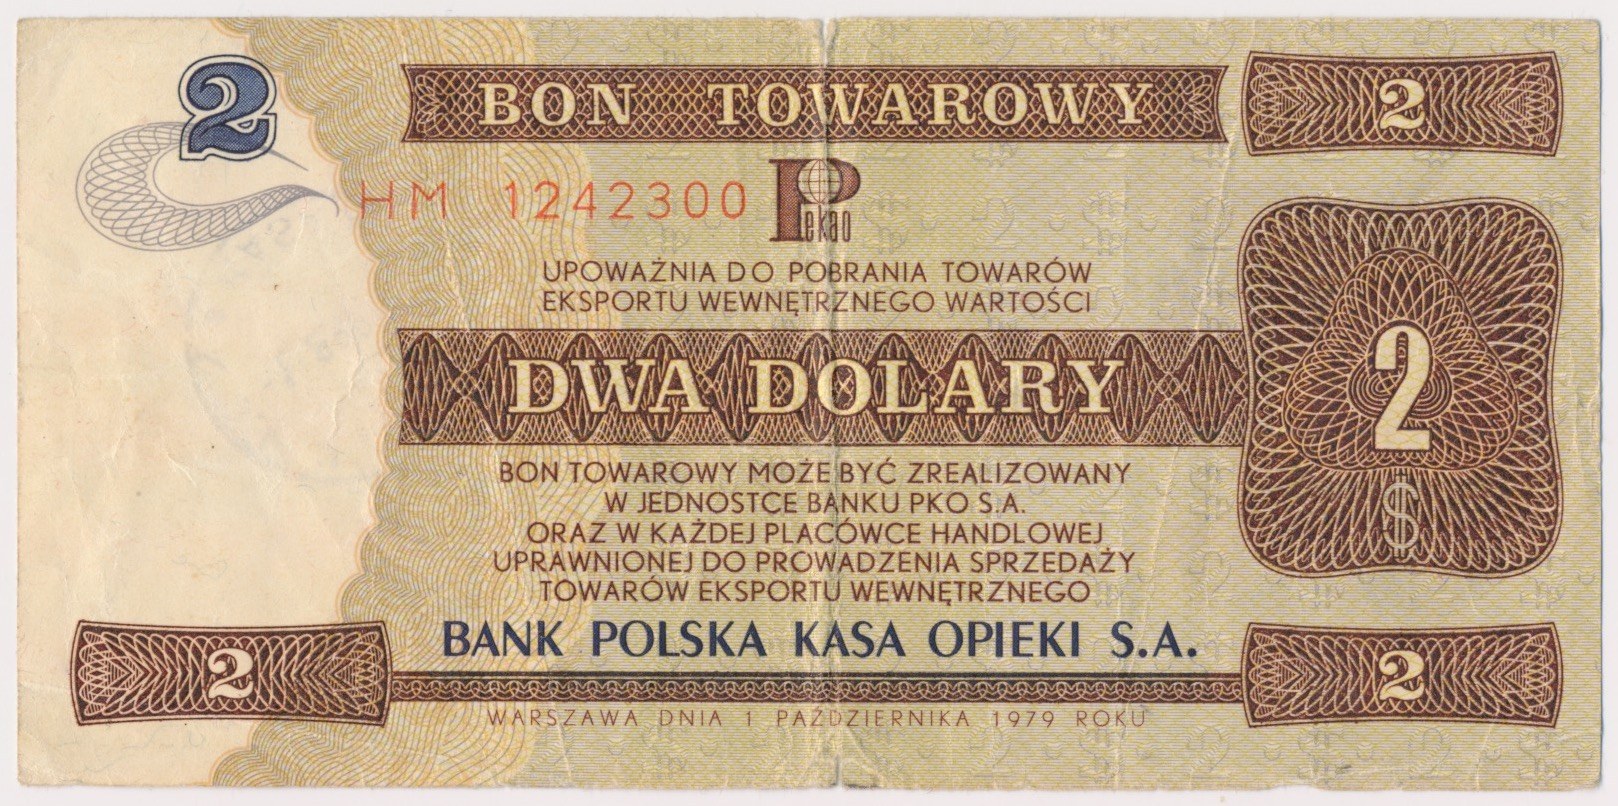 2
BON TOWAROWY
2
HM 1242300
Pekao
UPOWAŻNIA DO POBRANIA TOWARÓW
EKSPORTU WEWNĘTRZNEGO WARTOŚCI
DWA DOLARY
2
$
BON TOWAROWY MOŻE BYĆ ZREALIZOWANY
W JEDNOSTCE BANKU PKO S.A.
ORAZ W KAŻDEJ PLACÓWCE HANDLOWEJ
UPRAWNIONEJ DO PROWADZENIA SPRZEDAŻY
TOWARÓW EKSPORTU WEWNĘTRZNEGO
BANK POLSKA KASA OPIEKI S.A.
2
2
WARSZAWA DNIA 1 PAŹDZIERNIKA 1979 ROKU